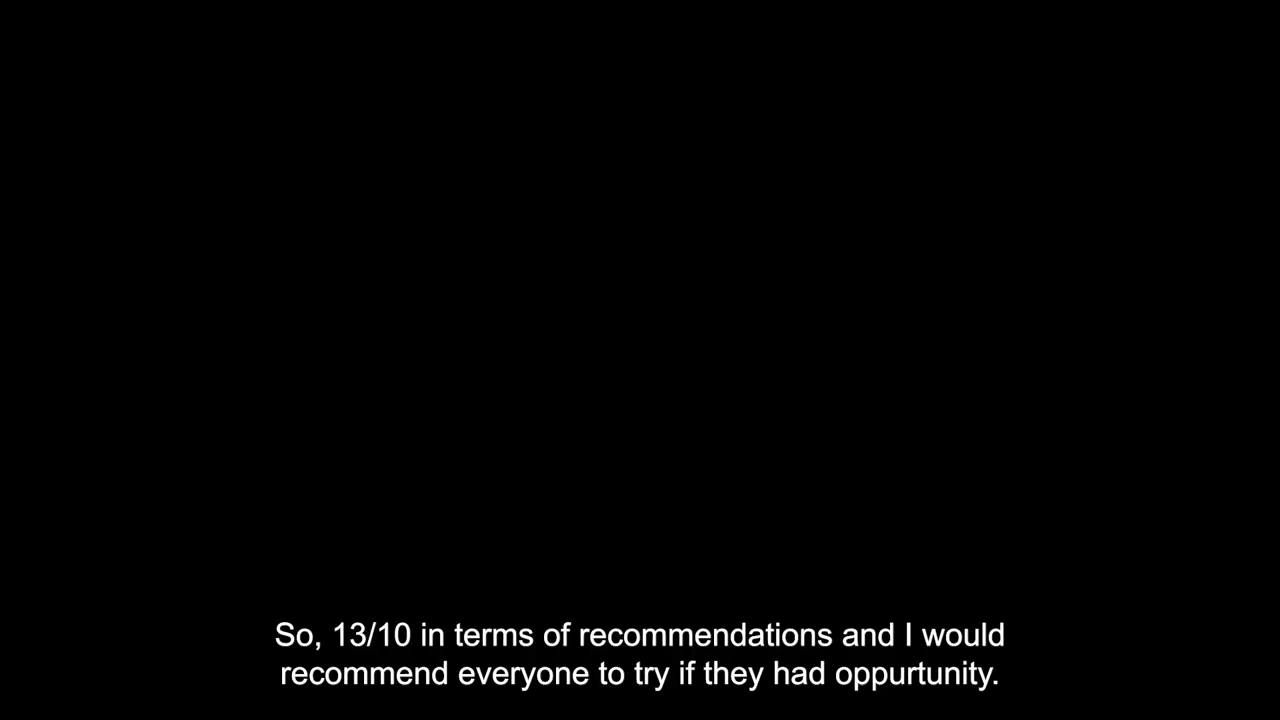 So, 13/10 in terms of recommendations and I would
recommend everyone to try if they had oppurtunity.